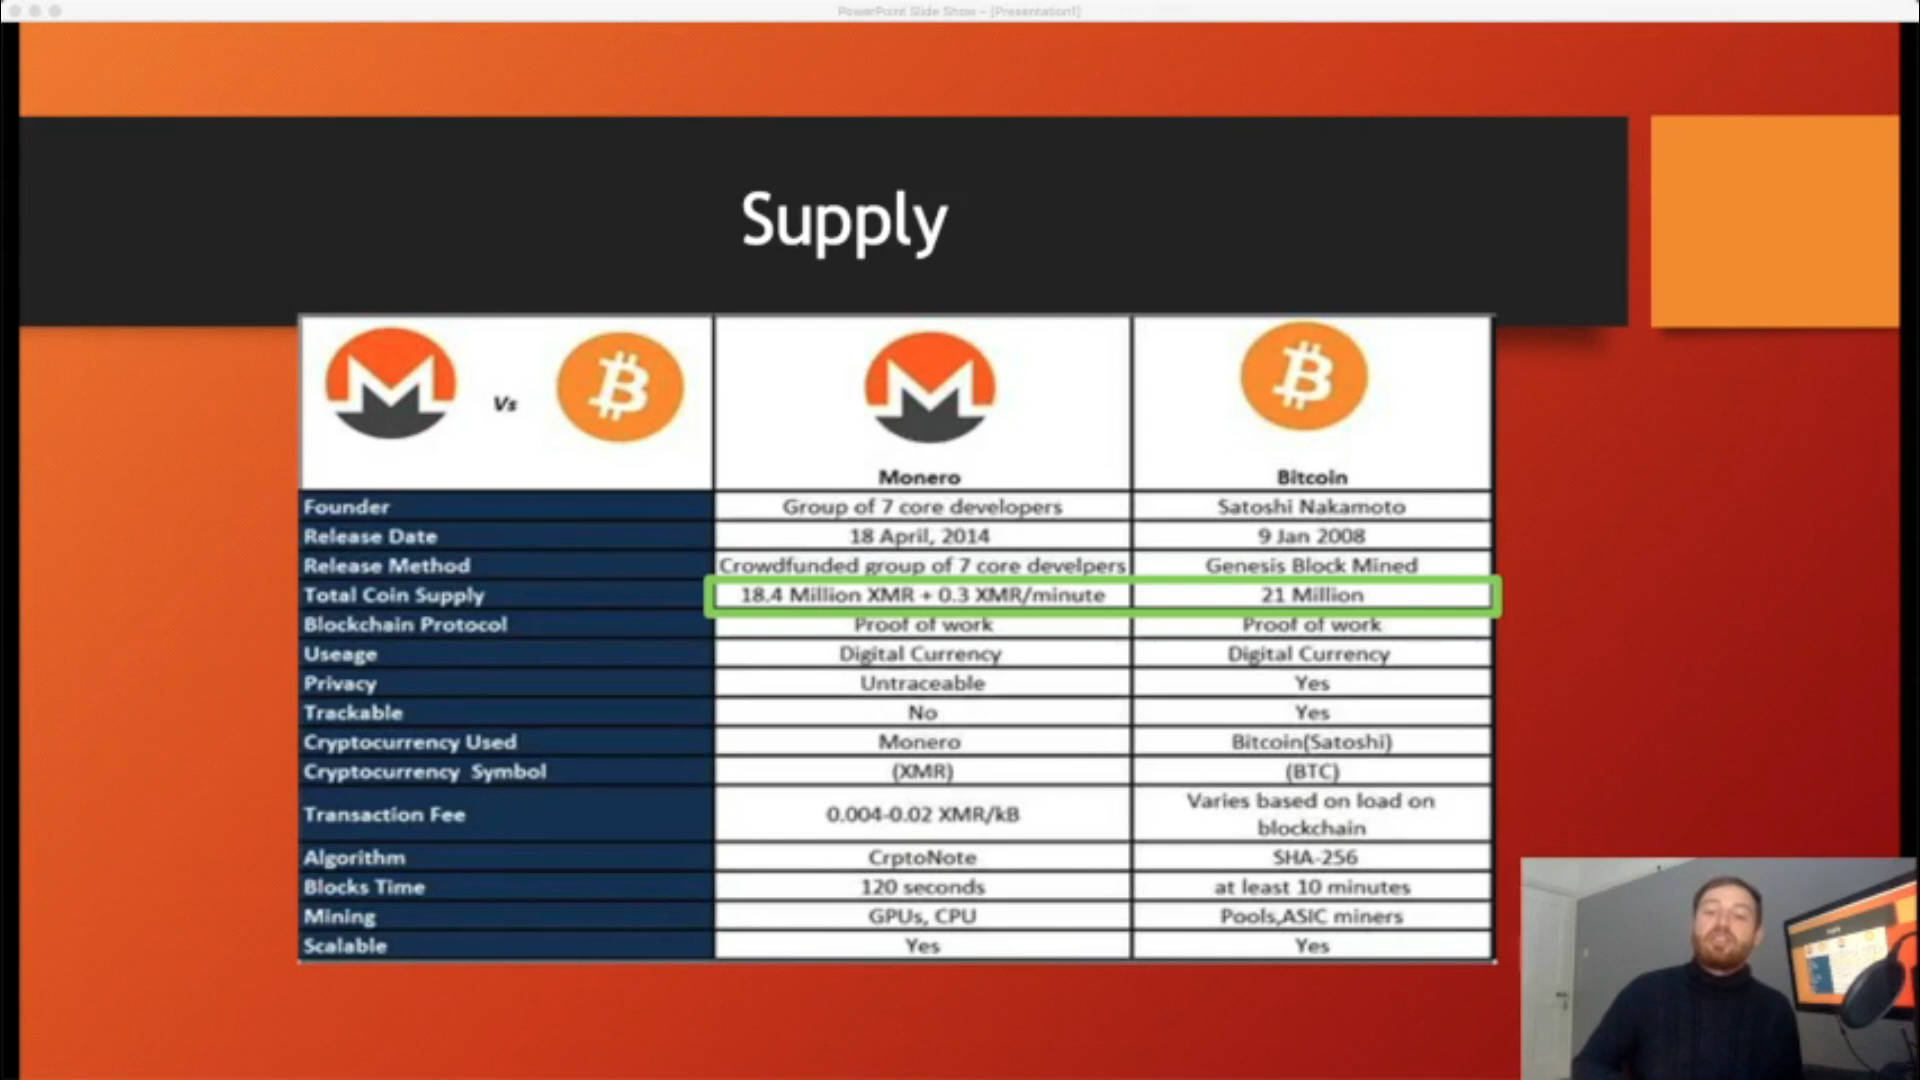 PowerPoint Slide Show - [Presentation1]
Supply
Vs
Monero
Bitcoin
Founder
Group of 7 core developers
Satoshi Nakamoto
Release Date
18 April, 2014
9 Jan 2008
Release Method
Crowdfunded group of 7 core develpers
Genesis Block Mined
Total Coin Supply
18.4 Million XMR + 0.3 XMR/minute
21 Million
Blockchain Protocol
Proof of work
Proof of work
Useage
Digital Currency
Digital Currency
Privacy
Untraceable
Yes
Trackable
No
Yes
Cryptocurrency Used
Monero
Bitcoin(Satoshi)
Cryptocurrency Symbol
(XMR)
(BTC)
Transaction Fee
0.004-0.02 XMR/kB
Varies based on load on
blockchain
Algorithm
CrptoNote
SHA-256
Blocks Time
120 seconds
at least 10 minutes
Mining
GPUs, CPU
Pools,ASIC miners
Scalable
Yes
Yes